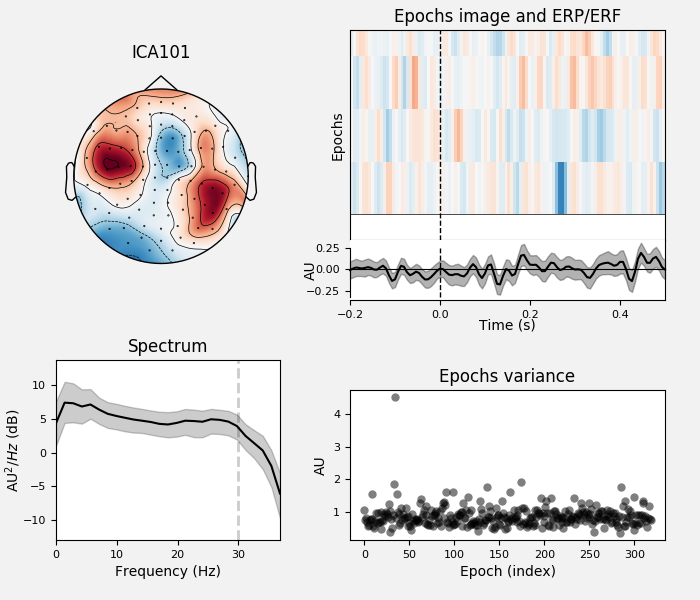 ICA101
Epochs image and ERP/ERF
Epochs
0.25
0.00
−0.25
AU
−0.2 0.0 0.2 0.4
Time (s)
Spectrum
10
5
0
−5
−10
AU²/Hz (dB)
0 10 20 30
Frequency (Hz)
Epochs variance
4
3
2
1
AU
0 50 100 150 200 250 300
Epoch (index)